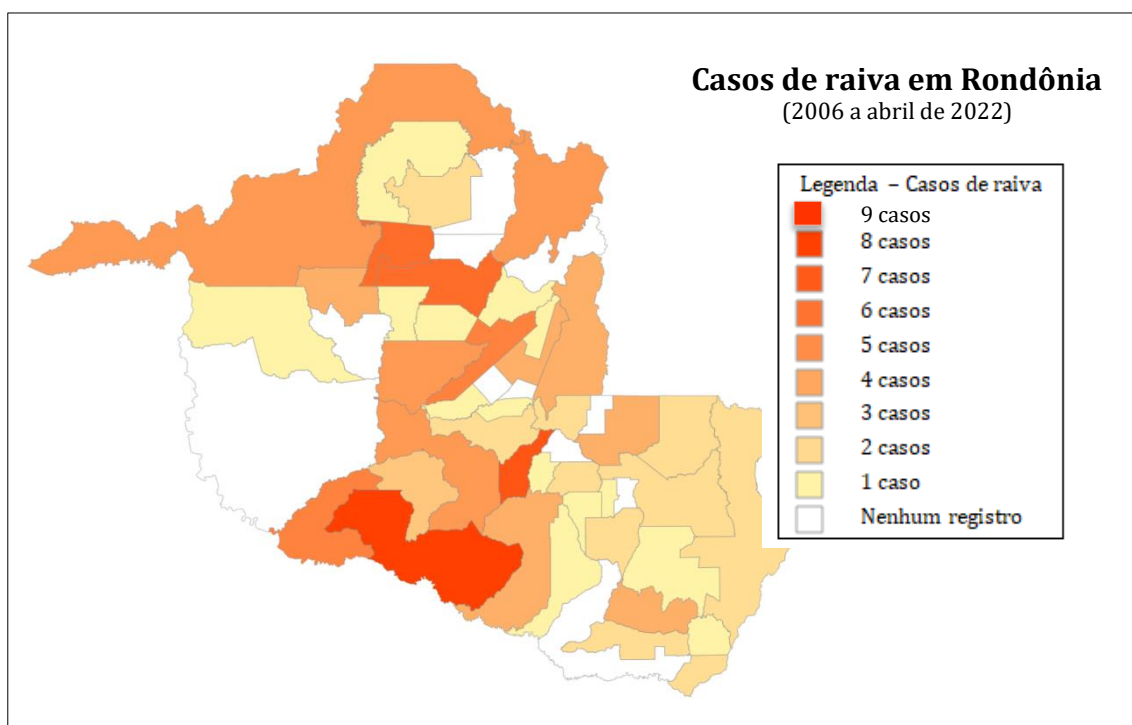 Casos de raiva em Rondônia
(2006 a abril de 2022)
Legenda – Casos de raiva
9 casos
8 casos
7 casos
6 casos
5 casos
4 casos
3 casos
2 casos
1 caso
Nenhum registro